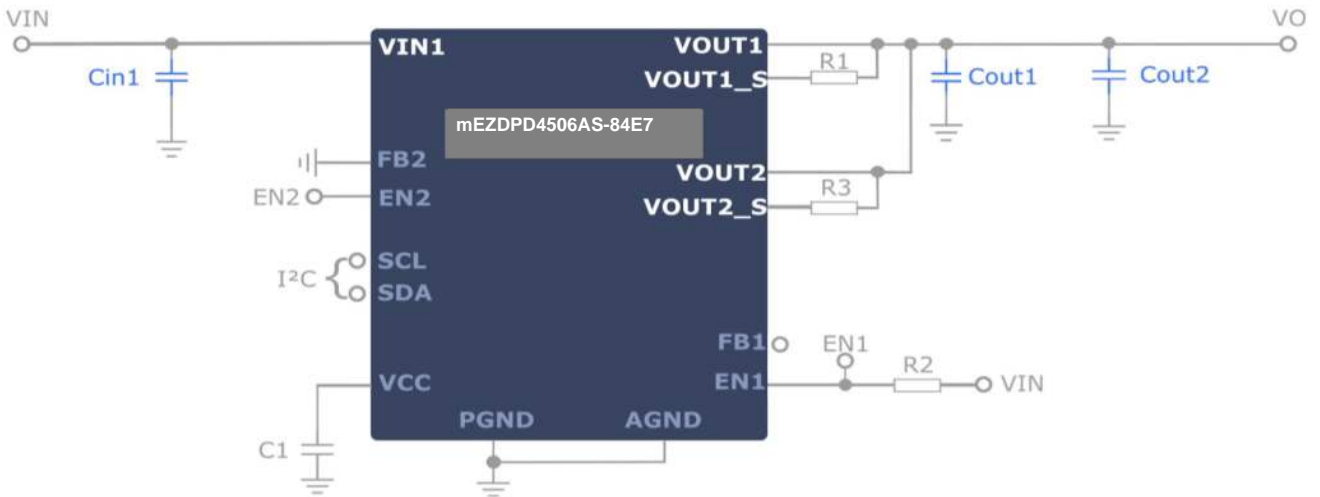 VIN
VO
VIN1
VOUT1
R1
Cin1
VOUT1_S
Cout1
Cout2
mEZDPD4506AS-84E7
FB2
VOUT2
EN2
EN2
R3
VOUT2_S
SCL
I²C
SDA
FB1
EN1
VCC
EN1
R2
VIN
PGND
AGND
C1